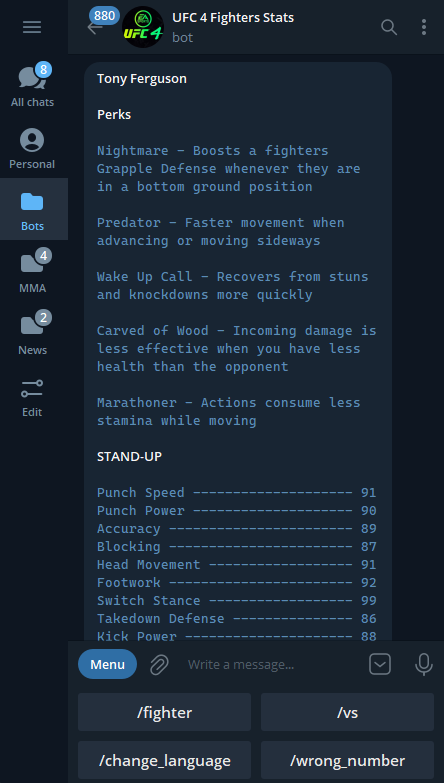 880
UFC 4 Fighters Stats
bot
EA
UFC 4
8
All chats
Personal
Bots
4
MMA
2
News
Edit
Tony Ferguson
Perks
Nightmare – Boosts a fighters
Grapple Defense whenever they are
in a bottom ground position
Predator – Faster movement when
advancing or moving sideways
Wake Up Call – Recovers from stuns
and knockdowns more quickly
Carved of Wood – Incoming damage is
less effective when you have less
health than the opponent
Marathoner – Actions consume less
stamina while moving
STAND-UP
Punch Speed –––––––––––––––––––– 91
Punch Power –––––––––––––––––––– 90
Accuracy ––––––––––––––––––––––– 89
Blocking ––––––––––––––––––––––– 87
Head Movement –––––––––––––––––– 91
Footwork ––––––––––––––––––––––– 92
Switch Stance –––––––––––––––––– 99
Takedown Defense ––––––––––––––– 86
Kick Power ––––––––––––––––––––– 88
Menu
Write a message...
/fighter
/vs
/change_language
/wrong_number